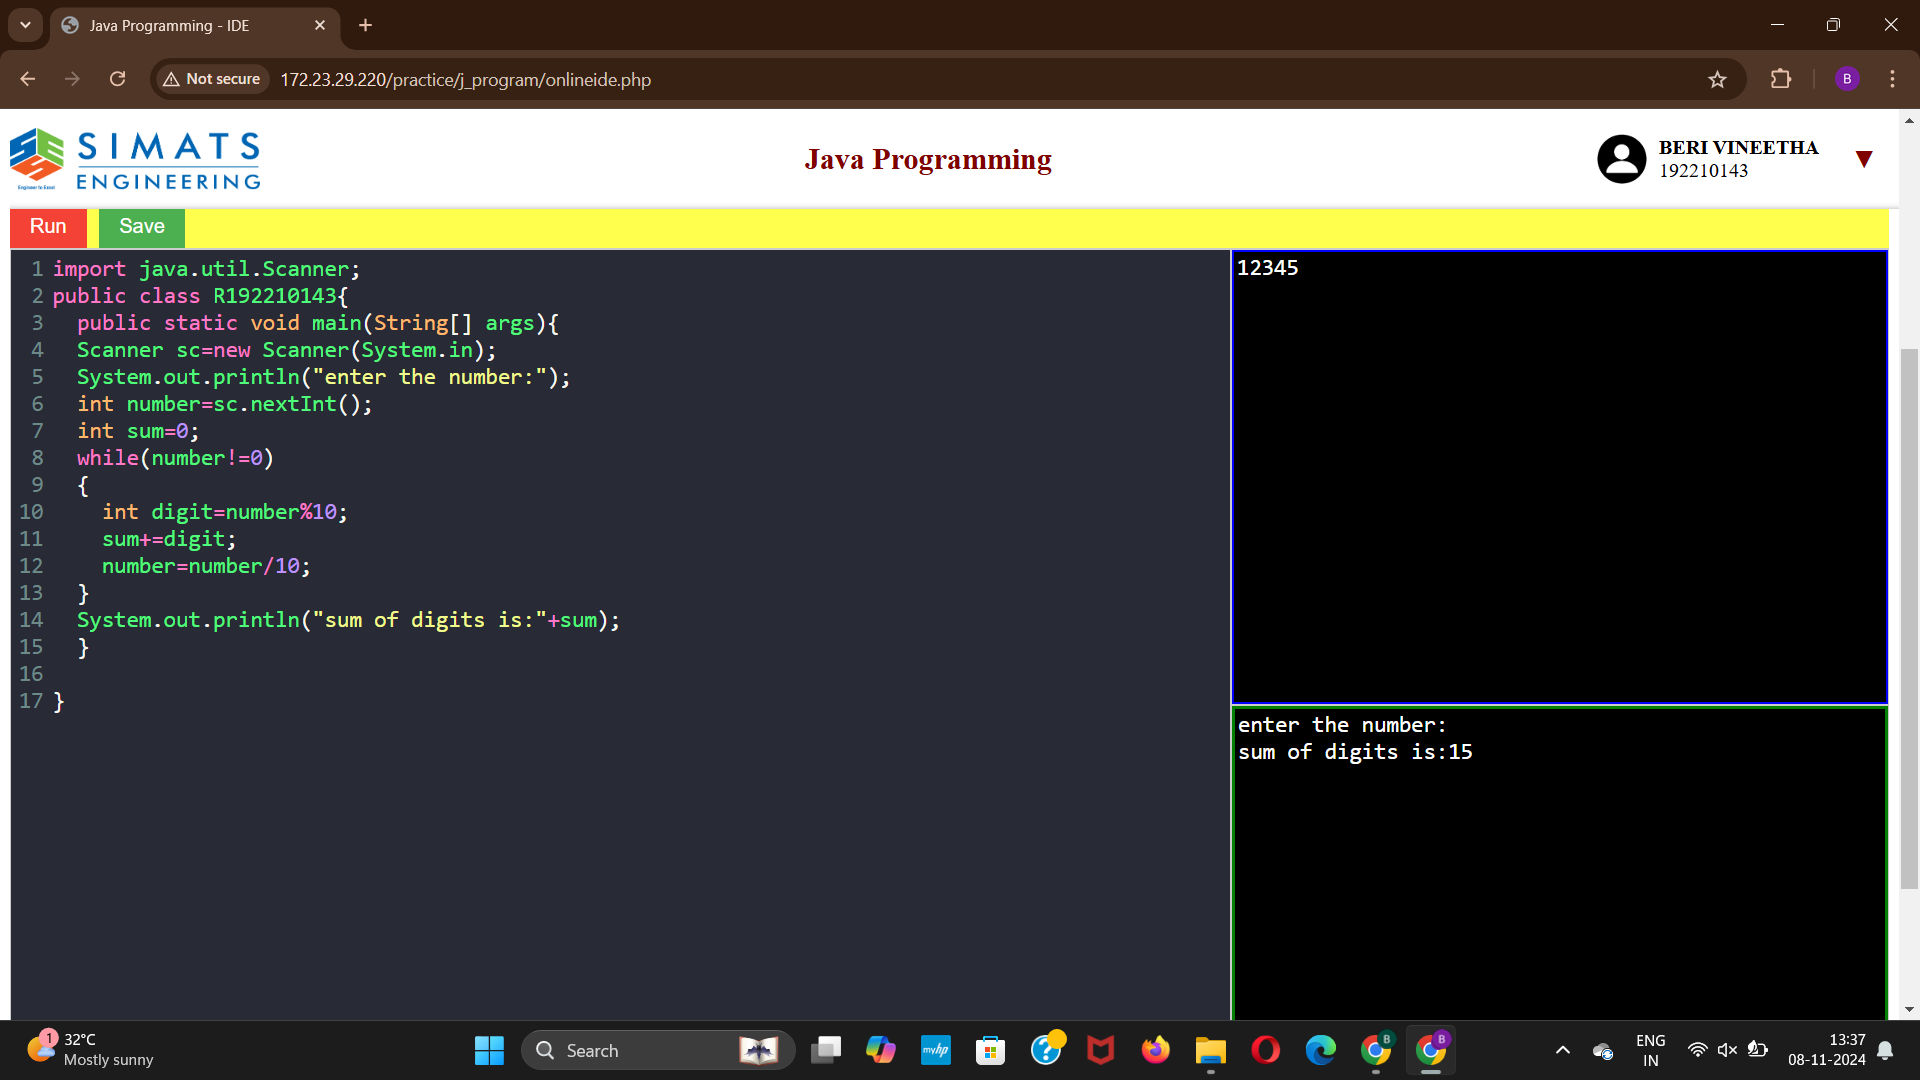 Java Programming - IDE
Not secure
172.23.29.220/practice/j_program/onlineide.php
B
SIMATS
ENGINEERING
Engineer to Excel
Java Programming
BERI VINEETHA
192210143
Run
Save
1 import java.util.Scanner;
2 public class R192210143{
3   public static void main(String[] args){
4   Scanner sc=new Scanner(System.in);
5   System.out.println("enter the number:");
6   int number=sc.nextInt();
7   int sum=0;
8   while(number!=0)
9   {
10     int digit=number%10;
11     sum+=digit;
12     number=number/10;
13   }
14   System.out.println("sum of digits is:"+sum);
15   }
16
17 }
12345
enter the number:
sum of digits is:15
1
32°C
Mostly sunny
Search
myhp
B
B
ENG
IN
13:37
08-11-2024